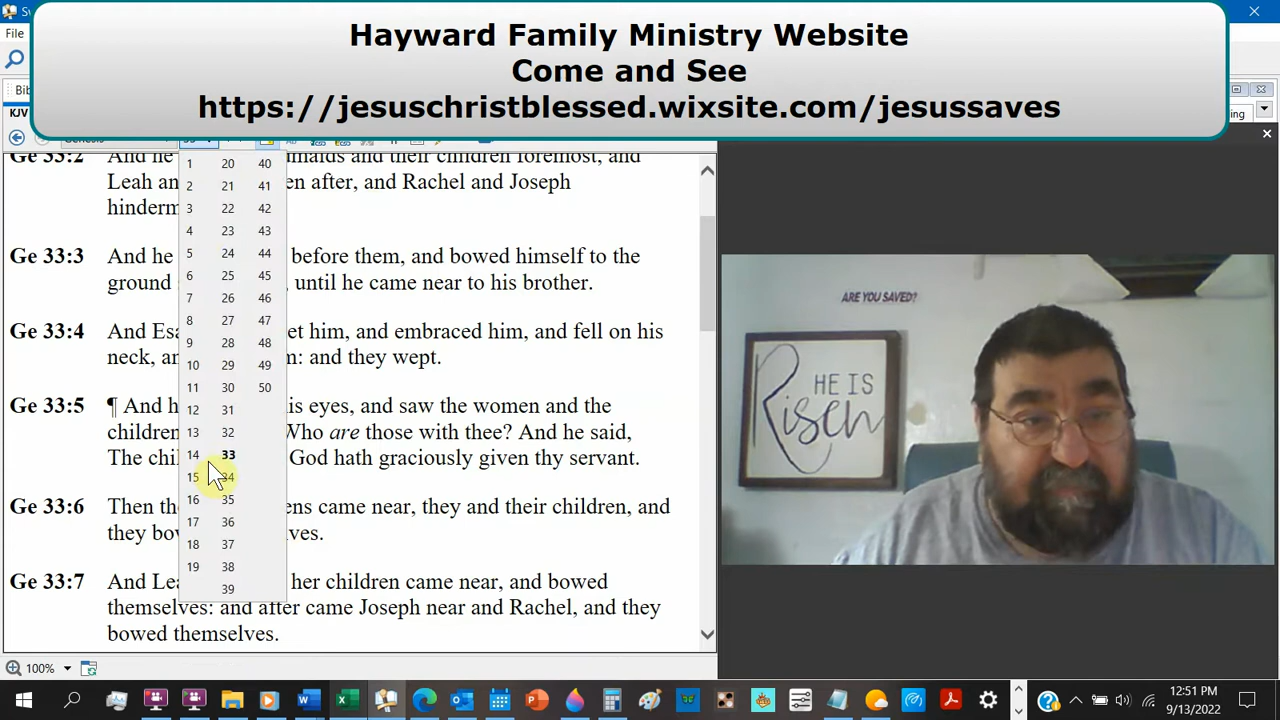 Hayward Family Ministry Website
Come and See
https://jesuschristblessed.wixsite.com/jesussaves
File
KJV
ing
Ge 33:2 And he maids and their children foremost, and
Leah an en after, and Rachel and Joseph
hinderm
Ge 33:3 And he before them, and bowed himself to the
ground until he came near to his brother.
Ge 33:4 And Esa et him, and embraced him, and fell on his
neck, an m: and they wept.
Ge 33:5 ¶ And h is eyes, and saw the women and the
children Who are those with thee? And he said,
The chil God hath graciously given thy servant.
Ge 33:6 Then th ens came near, they and their children, and
they bow lves.
Ge 33:7 And Lea her children came near, and bowed
themselves: and after came Joseph near and Rachel, and they
bowed themselves.
1 20 40
2 21 41
3 22 42
4 23 43
5 24 44
6 25 45
7 26 46
8 27 47
9 28 48
10 29 49
11 30 50
12 31
13 32
14 33
15 34
16 35
17 36
18 37
19 38
39
ARE YOU SAVED?
HE IS
Risen
100%
12:51 PM
9/13/2022